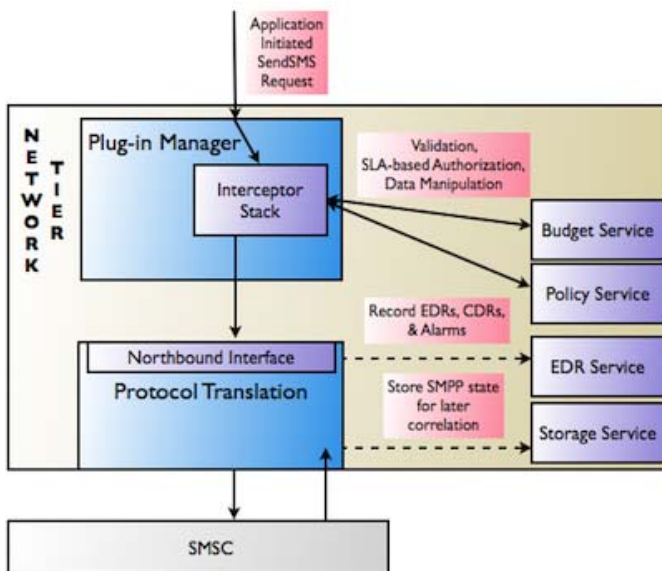 Application
Initiated
SendSMS
Request
NETWORK
TIER
Plug-in Manager
Interceptor
Stack
Validation,
SLA-based Authorization,
Data Manipulation
Budget Service
Policy Service
Record EDRs, CDRs,
& Alarms
Northbound Interface
EDR Service
Protocol Translation
Store SMPP state
for later
correlation
Storage Service
SMSC